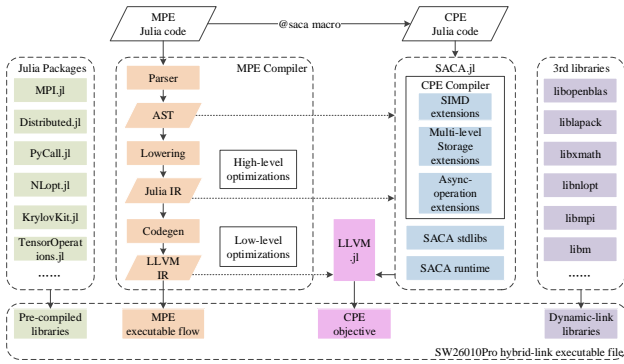 MPE
Julia code
@saca macro
CPE
Julia code
Julia Packages
MPI.jl
Distributed.jl
PyCall.jl
NLopt.jl
KrylovKit.jl
TensorOperat
ions.jl
......
Pre-compiled
libraries
MPE Compiler
Parser
AST
Lowering
Julia IR
Codegen
LLVM
IR
High-level
optimizations
Low-level
optimizations
MPE
executable flow
LLVM
.jl
CPE
objective
SACA.jl
CPE Compiler
SIMD
extensions
Multi-level
Storage
extensions
Async-
operation
extensions
SACA stdlibs
SACA runtime
3rd libraries
libopenblas
liblapack
libxmath
libnlopt
libmpi
libm
......
Dynamic-link
libraries
SW26010Pro hybrid-link executable file